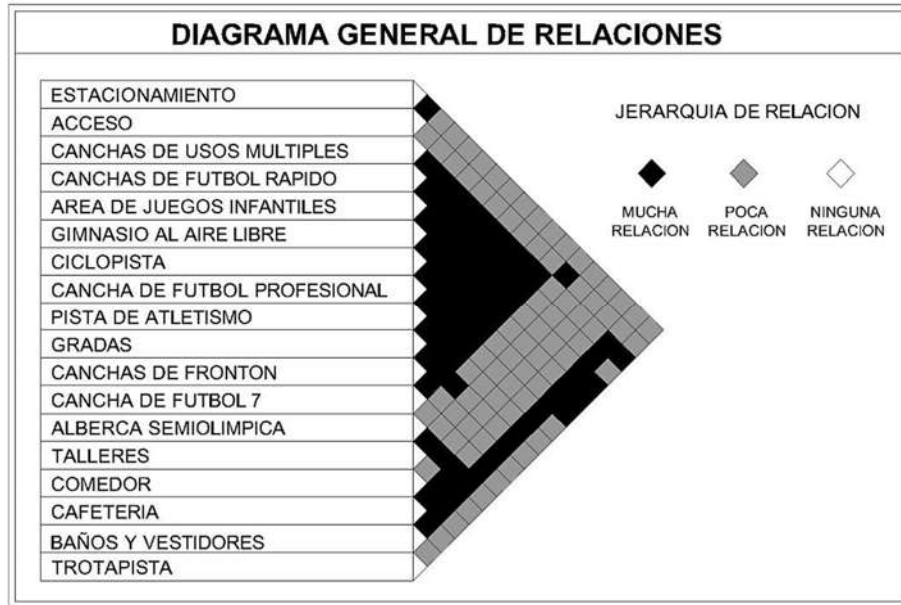 DIAGRAMA GENERAL DE RELACIONES
ESTACIONAMIENTO
ACCESO
CANCHAS DE USOS MULTIPLES
CANCHAS DE FUTBOL RAPIDO
AREA DE JUEGOS INFANTILES
GIMNASIO AL AIRE LIBRE
CICLOPISTA
CANCHA DE FUTBOL PROFESIONAL
PISTA DE ATLETISMO
GRADAS
CANCHAS DE FRONTON
CANCHA DE FUTBOL 7
ALBERCA SEMIOLIMPICA
TALLERES
COMEDOR
CAFETERIA
BAÑOS Y VESTIDORES
TROTAPISTA
JERARQUIA DE RELACION
MUCHA
RELACION
POCA
RELACION
NINGUNA
RELACION